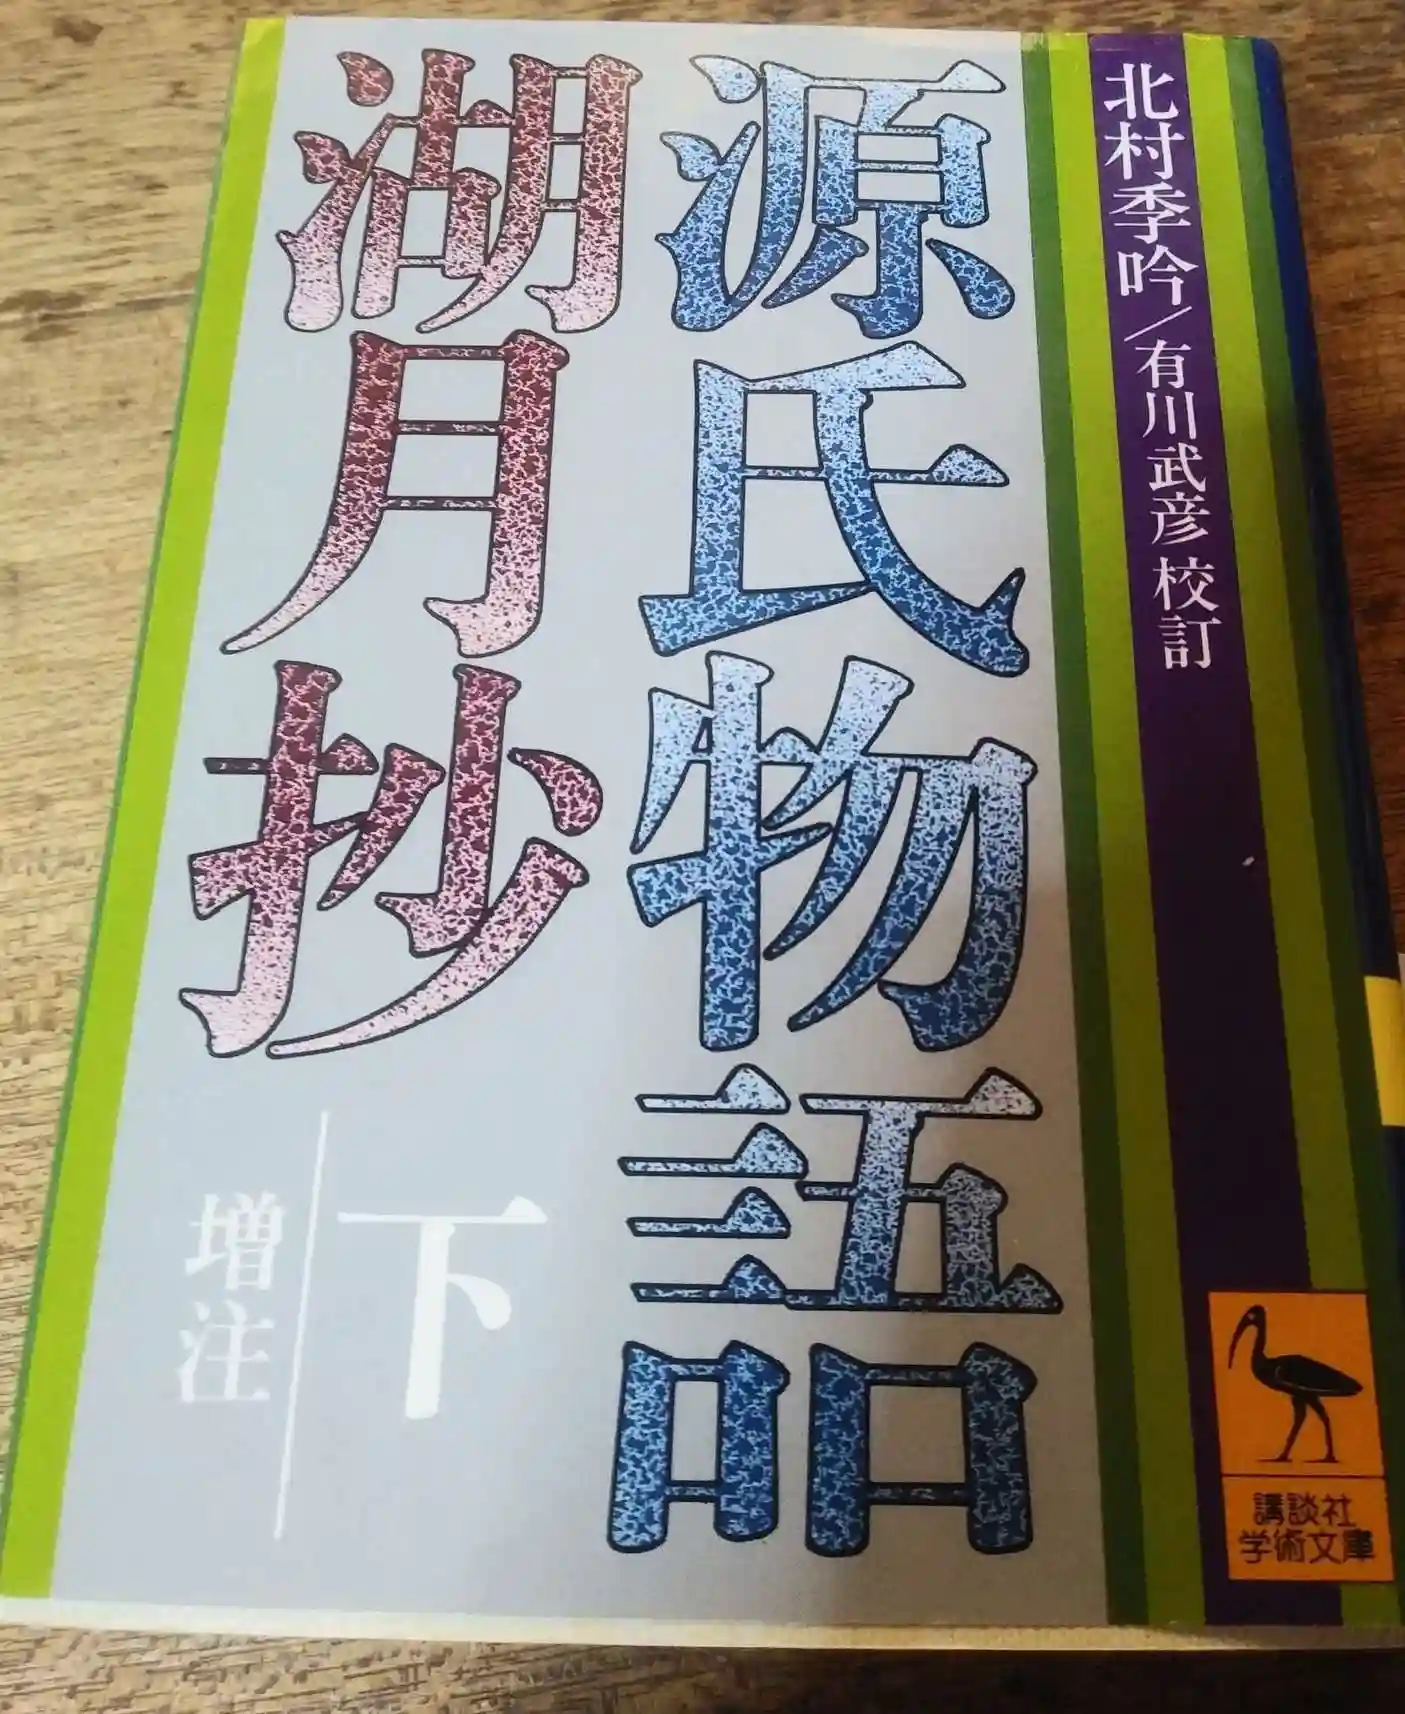 北村季吟／有川武彦 校訂
源氏物語
湖月抄
下
増注
講談社
学術文庫